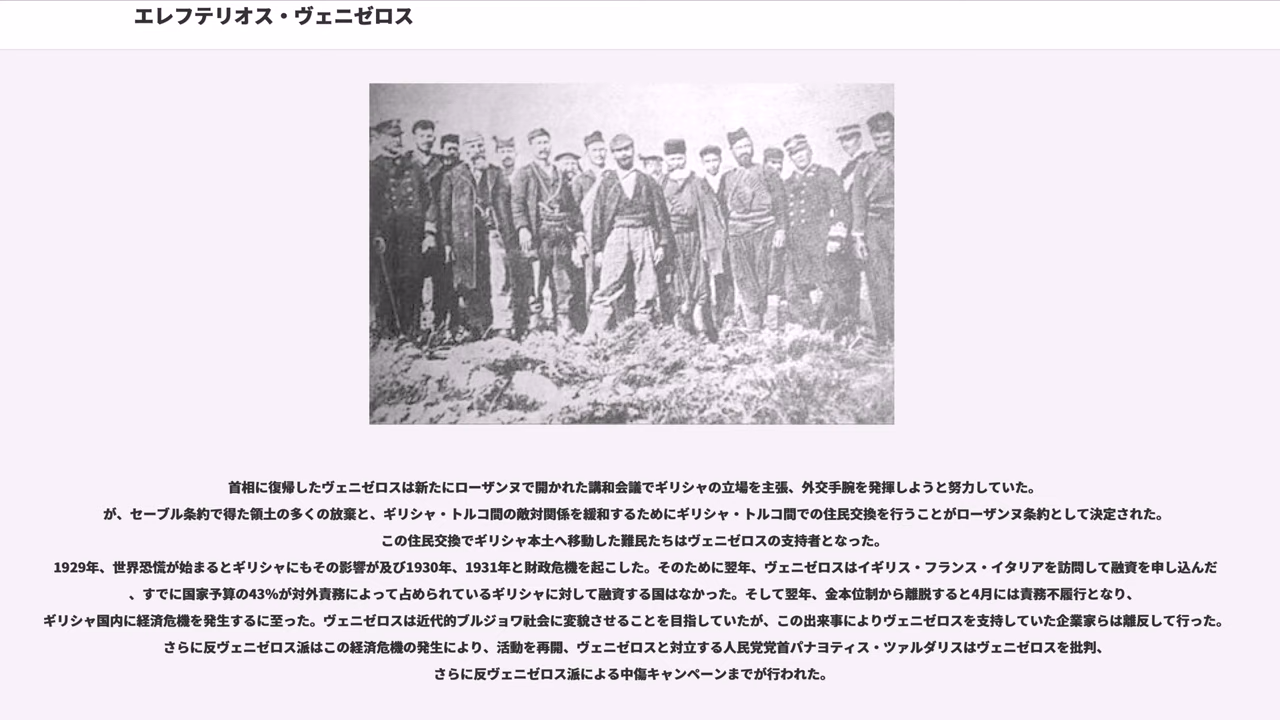 エレフテリオス・ヴェニゼロス
首相に復帰したヴェニゼロスは新たにローザンヌで開かれた講和会議でギリシャの立場を主張、外交手腕を発揮しようと努力していた。
が、セーブル条約で得た領土の多くの放棄と、ギリシャ・トルコ間の敵対関係を緩和するためにギリシャ・トルコ間での住民交換を行うことがローザンヌ条約として決定された。
この住民交換でギリシャ本土へ移動した難民たちはヴェニゼロスの支持者となった。
1929年、世界恐慌が始まるとギリシャにもその影響が及び1930年、1931年と財政危機を起こした。そのために翌年、ヴェニゼロスはイギリス・フランス・イタリアを訪問して融資を申し込んだ
、すでに国家予算の43%が対外責務によって占められているギリシャに対して融資する国はなかった。そして翌年、金本位制から離脱すると4月には責務不履行となり、
ギリシャ国内に経済危機を発生するに至った。ヴェニゼロスは近代的ブルジョワ社会に変貌させることを目指していたが、この出来事によりヴェニゼロスを支持していた企業家らは離反して行った。
さらに反ヴェニゼロス派はこの経済危機の発生により、活動を再開、ヴェニゼロスと対立する人民党党首パナヨティス・ツァルダリスはヴェニゼロスを批判、
さらに反ヴェニゼロス派による中傷キャンペーンまでが行われた。